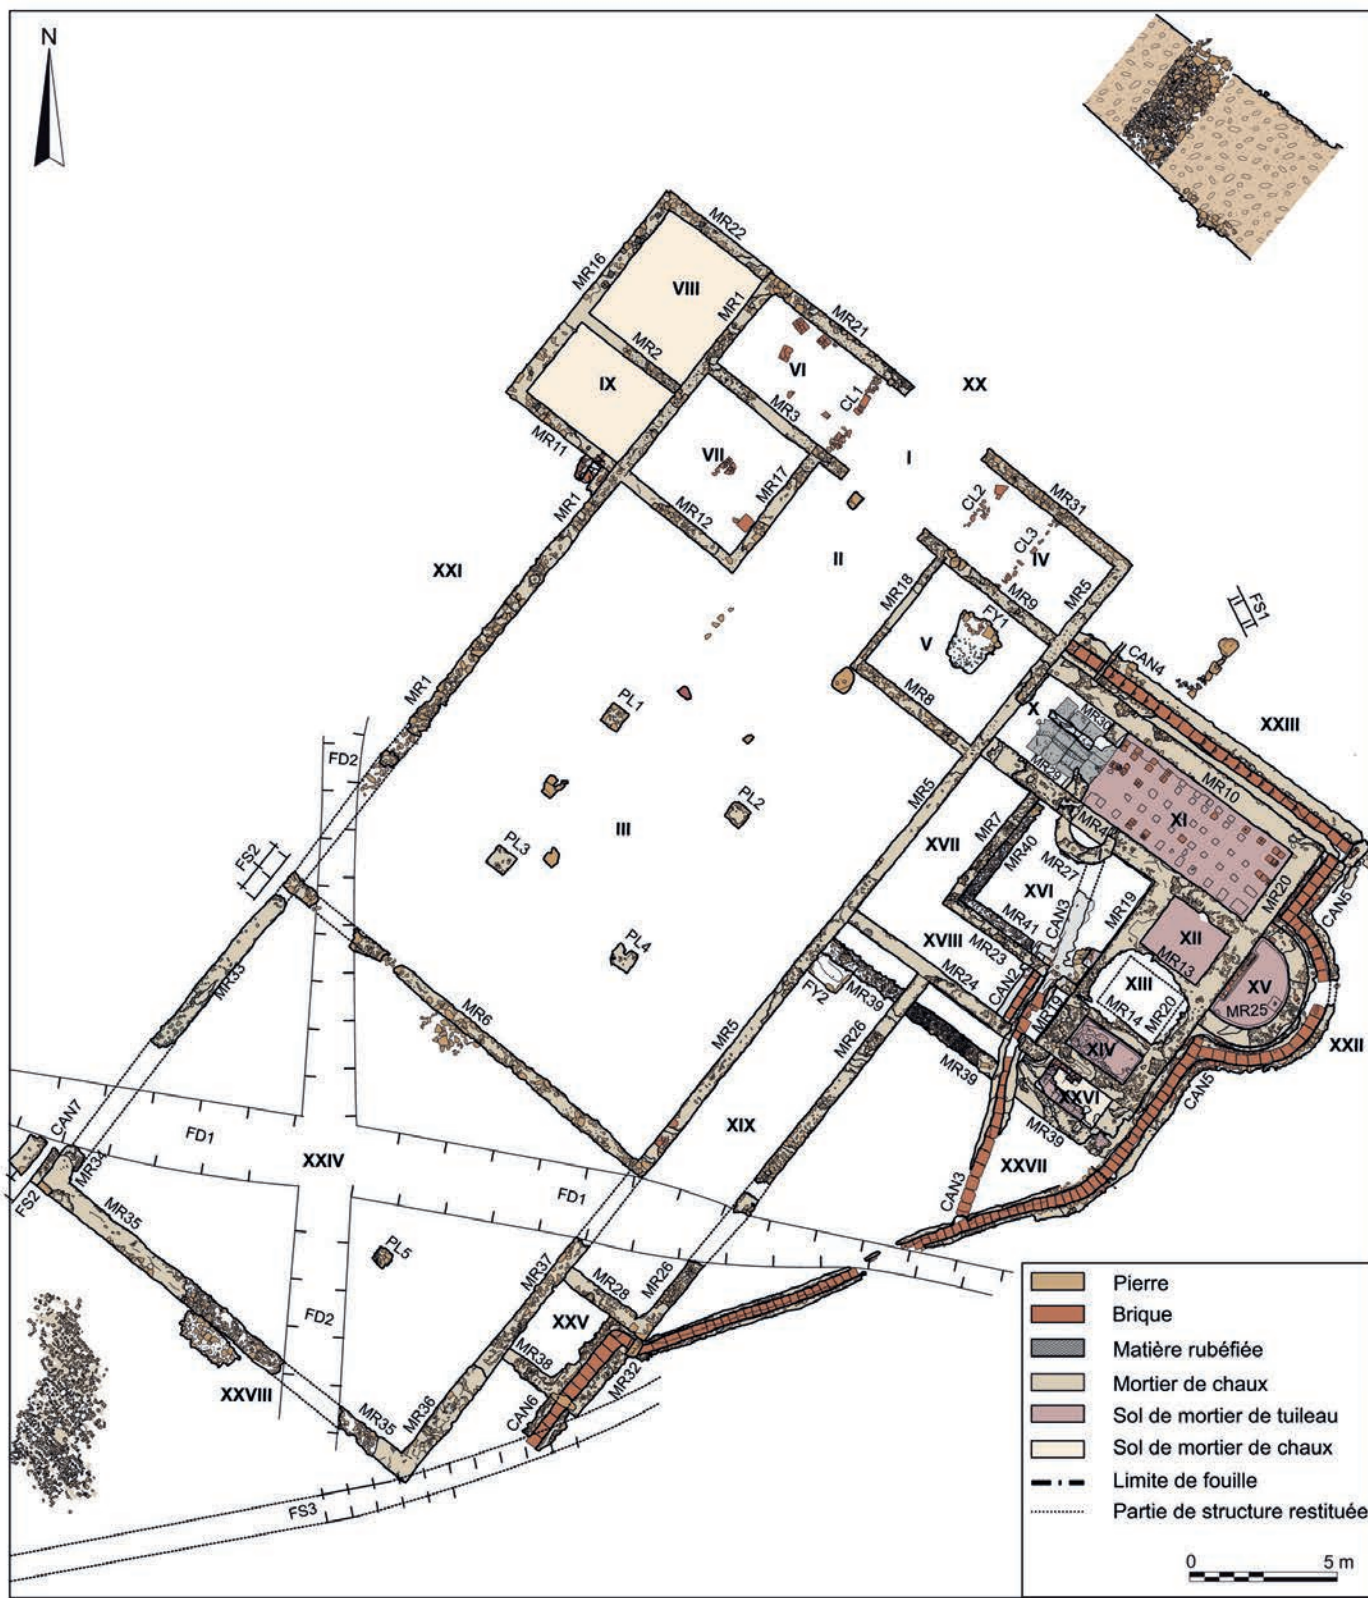 N
MR22
MR16
VIII
MR1
MR21
MR2
VI
XX
IX
CL1
MR3
MR11
VII
I
MR17
MR31
CL2
MR1
MR12
CL3
IV
XXI
II
MR18
MR9
MR5
FS1
FY1
V
CAN4
MR1
MR8
PL1
X
MR30
XXIII
FD2
MR29
MR10
MR5
PL2
XI
III
MR7
MR4
XVII
MR40
FS2
PL3
MR27
MR20
XVI
MR19
CAN5
CAN3
MR41
XII
PL4
XVIII
MR23
MR13
MR33
MR24
CAN2
XIII
XV
FY2
MR39
MR19
MR14
MR20
MR25
MR6
MR5
MR26
XIV
XXII
MR39
XXVI
CAN5
CAN7
FD1
XIX
MR39
XXIV
XXVII
MR34
FD1
CAN3
FS2
MR35
PL5
MR37
MR28
MR26
FD2
XXV
MR38
XXVIII
MR32
MR35
MR36
CAN6
FS3
Pierre
Brique
Matière rubéfiée
Mortier de chaux
Sol de mortier de tuileau
Sol de mortier de chaux
Limite de fouille
Partie de structure restituée
0 5 m